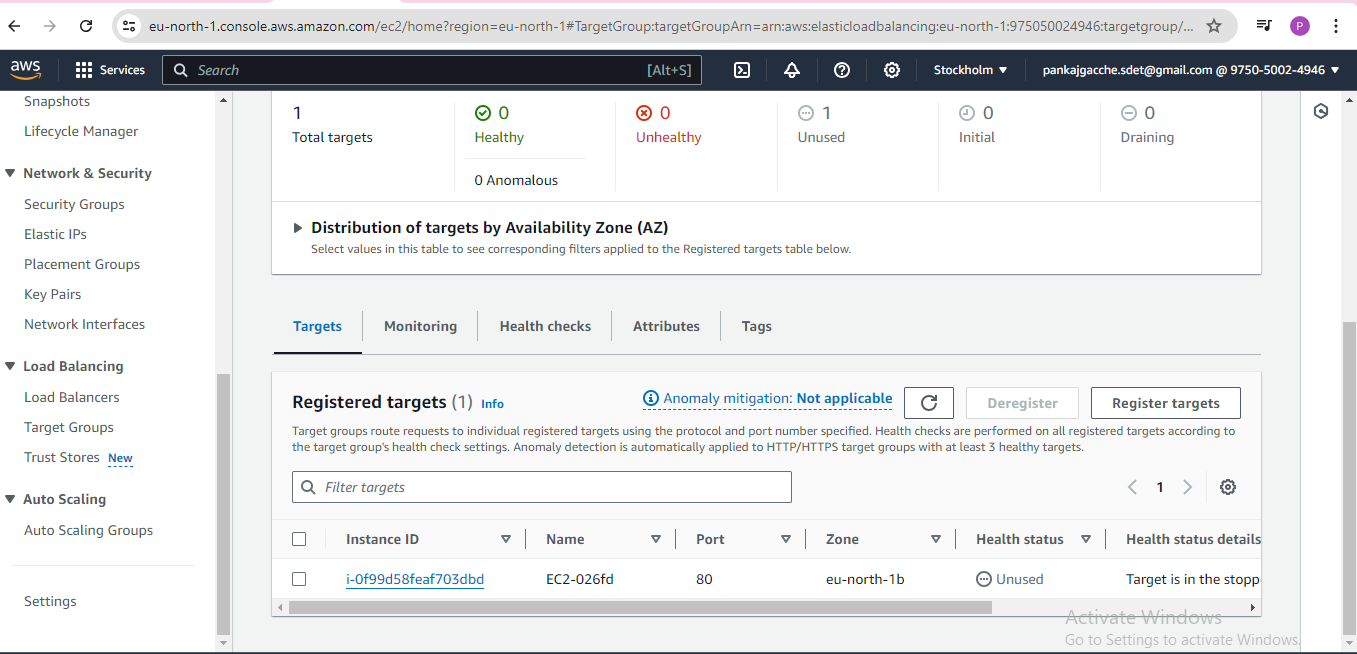 eu-north-1.console.aws.amazon.com/ec2/home?region=eu-north-1#TargetGroup:targetGroupArn=arn:aws:elasticloadbalancing:eu-north-1:975050024946:targetgroup/...
P
aws
Services
Search
[Alt+S]
Stockholm
pankajgacche.sdet@gmail.com @ 9750-5002-4946
Snapshots
Lifecycle Manager
Network & Security
Security Groups
Elastic IPs
Placement Groups
Key Pairs
Network Interfaces
Load Balancing
Load Balancers
Target Groups
Trust Stores New
Auto Scaling
Auto Scaling Groups
Settings
1
Total targets
0
Healthy
0 Anomalous
0
Unhealthy
1
Unused
0
Initial
0
Draining
Distribution of targets by Availability Zone (AZ)
Select values in this table to see corresponding filters applied to the Registered targets table below.
Targets
Monitoring
Health checks
Attributes
Tags
Registered targets (1) Info
Anomaly mitigation: Not applicable
Deregister
Register targets
Target groups route requests to individual registered targets using the protocol and port number specified. Health checks are performed on all registered targets according to
the target group's health check settings. Anomaly detection is automatically applied to HTTP/HTTPS target groups with at least 3 healthy targets.
Filter targets
1
Instance ID
Name
Port
Zone
Health status
Health status details
i-0f99d58feaf703dbd
EC2-026fd
80
eu-north-1b
Unused
Target is in the stopp
Activate Windows
Go to Settings to activate Windows.